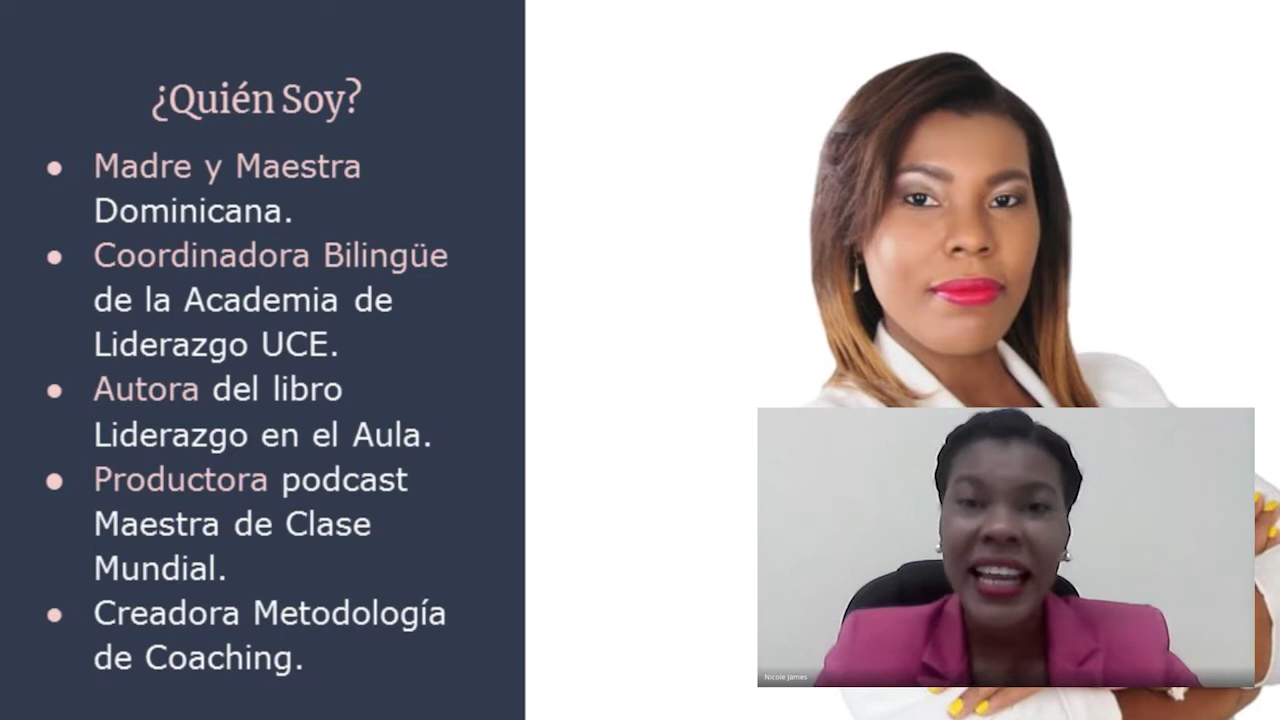 ¿Quién Soy?
● Madre y Maestra
Dominicana.
● Coordinadora Bilingüe
de la Academia de
Liderazgo UCE.
● Autora del libro
Liderazgo en el Aula.
● Productora podcast
Maestra de Clase
Mundial.
● Creadora Metodología
de Coaching.
Nicole James